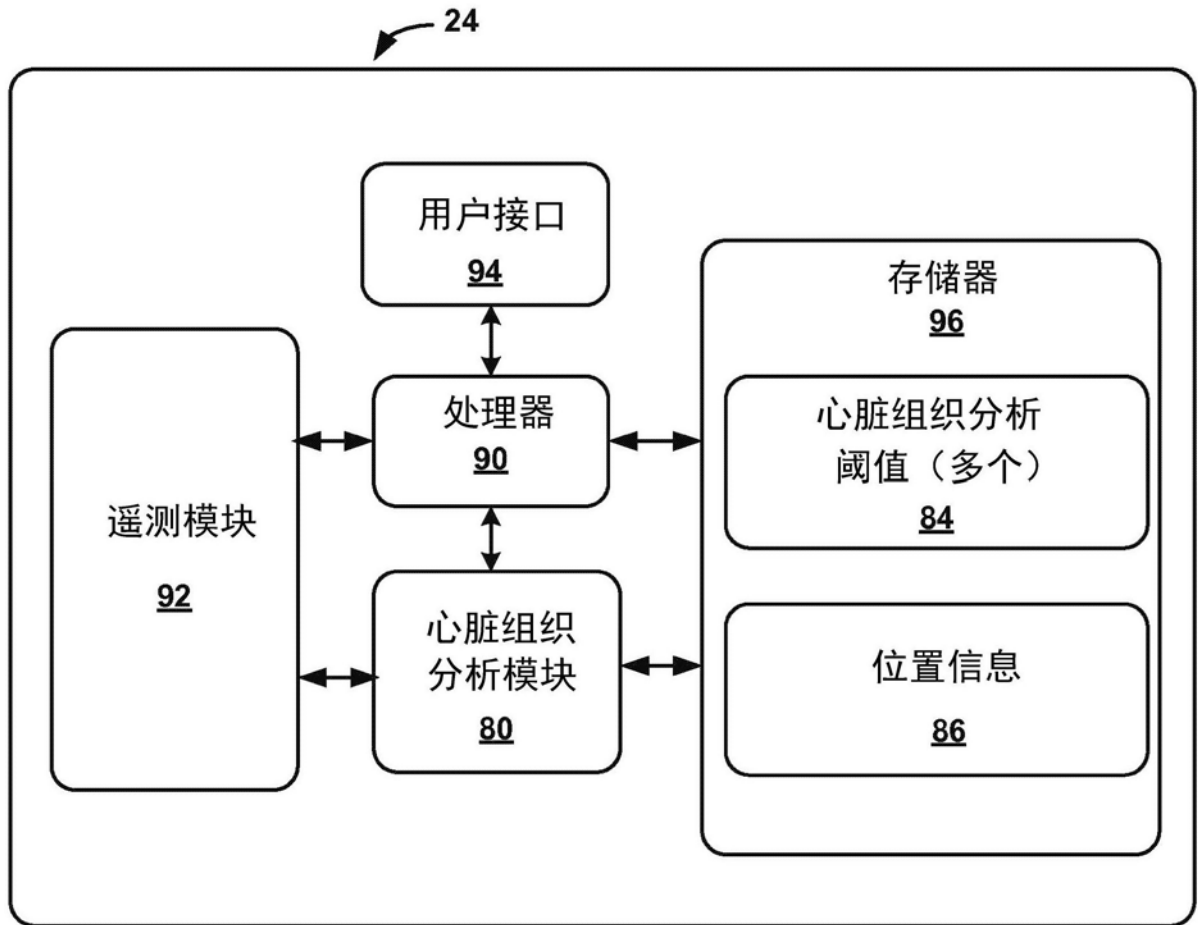 24
用户接口
94
存储器
96
处理器
90
心脏组织分析
阈值（多个）
84
遥测模块
92
心脏组织
分析模块
80
位置信息
86